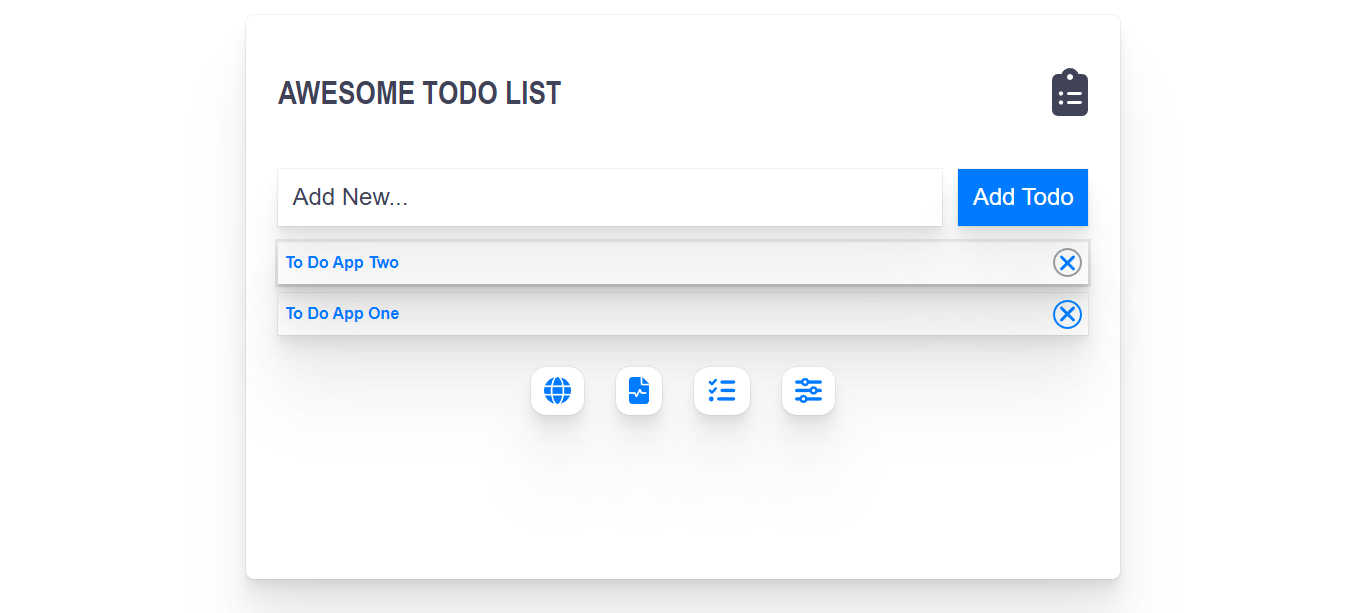 AWESOME TODO LIST
Add New...
Add Todo
To Do App Two
To Do App One